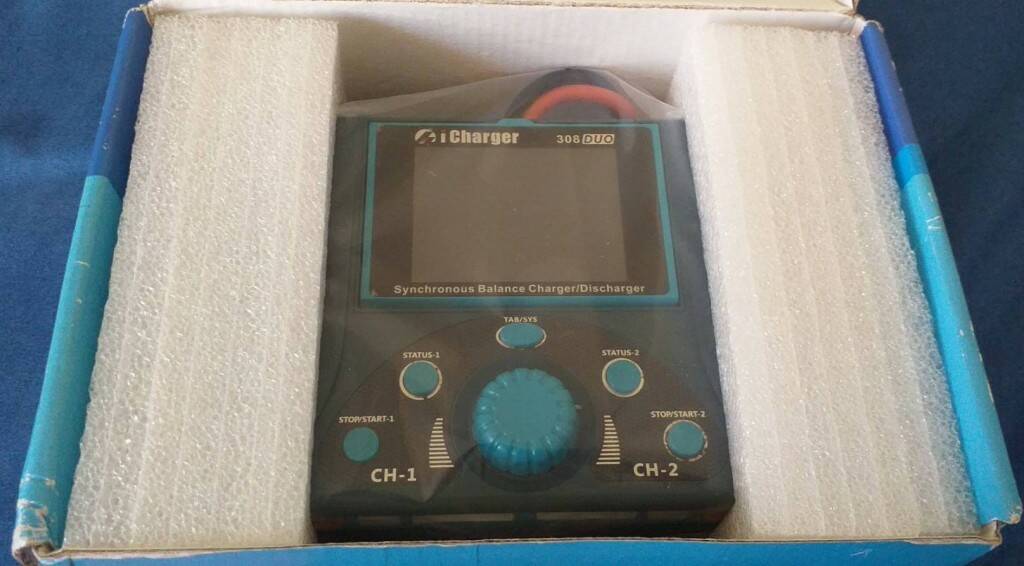 iCharger 308 DUO
Synchronous Balance Charger/Discharger
TAB/SYS
STATUS-1 STATUS-2
STOP/START-1 STOP/START-2
CH-1 CH-2